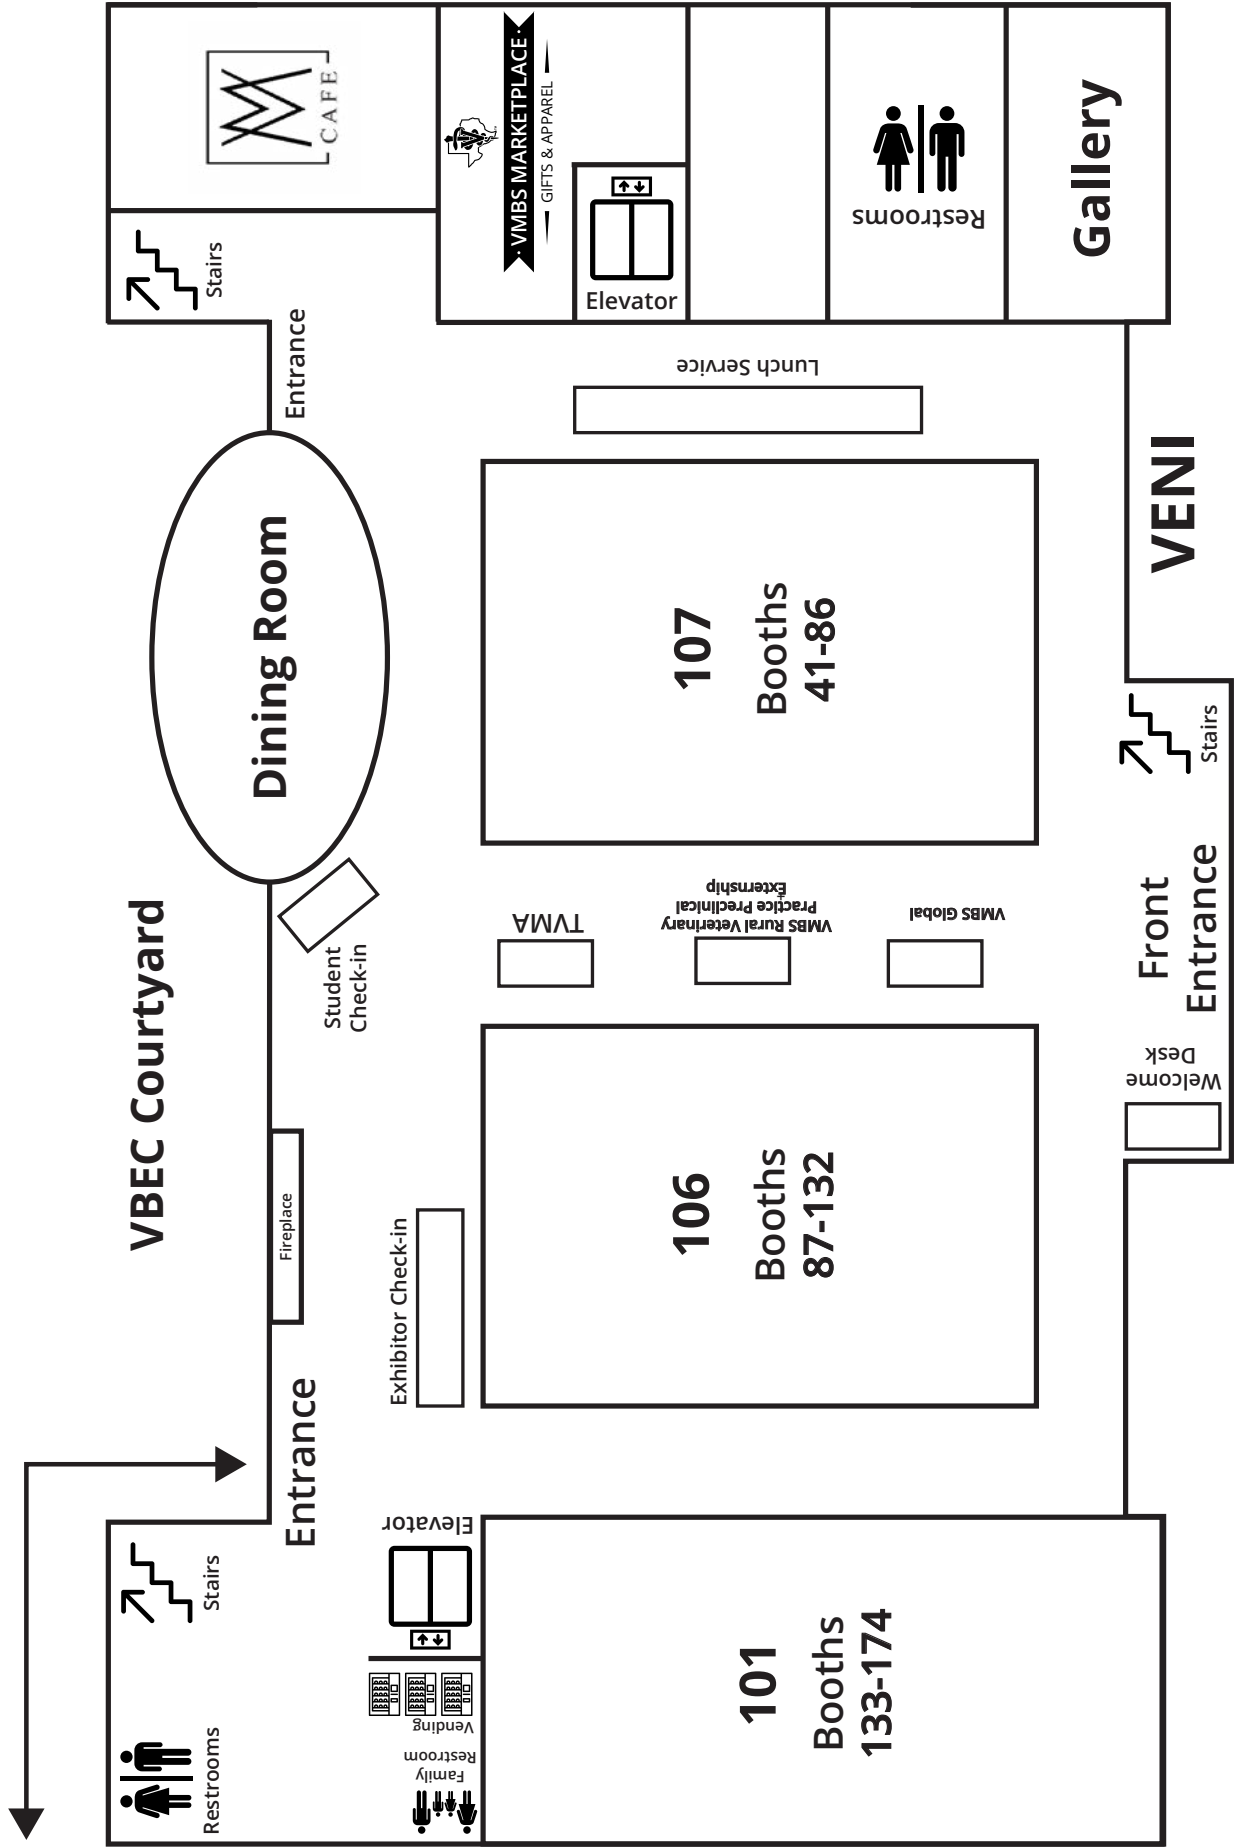 CAFE
VMBS MARKETPLACE
GIFTS & APPAREL
Stairs
Elevator
Restrooms
Gallery
Entrance
Lunch Service
Dining Room
107
Booths
41-86
VENI
Stairs
VBEC Courtyard
Student
Check-in
TVMA
VMBS Rural Veterinary
Practice Preclinical
Externship
VMBS Global
Front
Entrance
Welcome
Desk
Fireplace
Exhibitor Check-in
106
Booths
87-132
Entrance
Stairs
Elevator
Vending
Family
Restroom
Restrooms
101
Booths
133-174